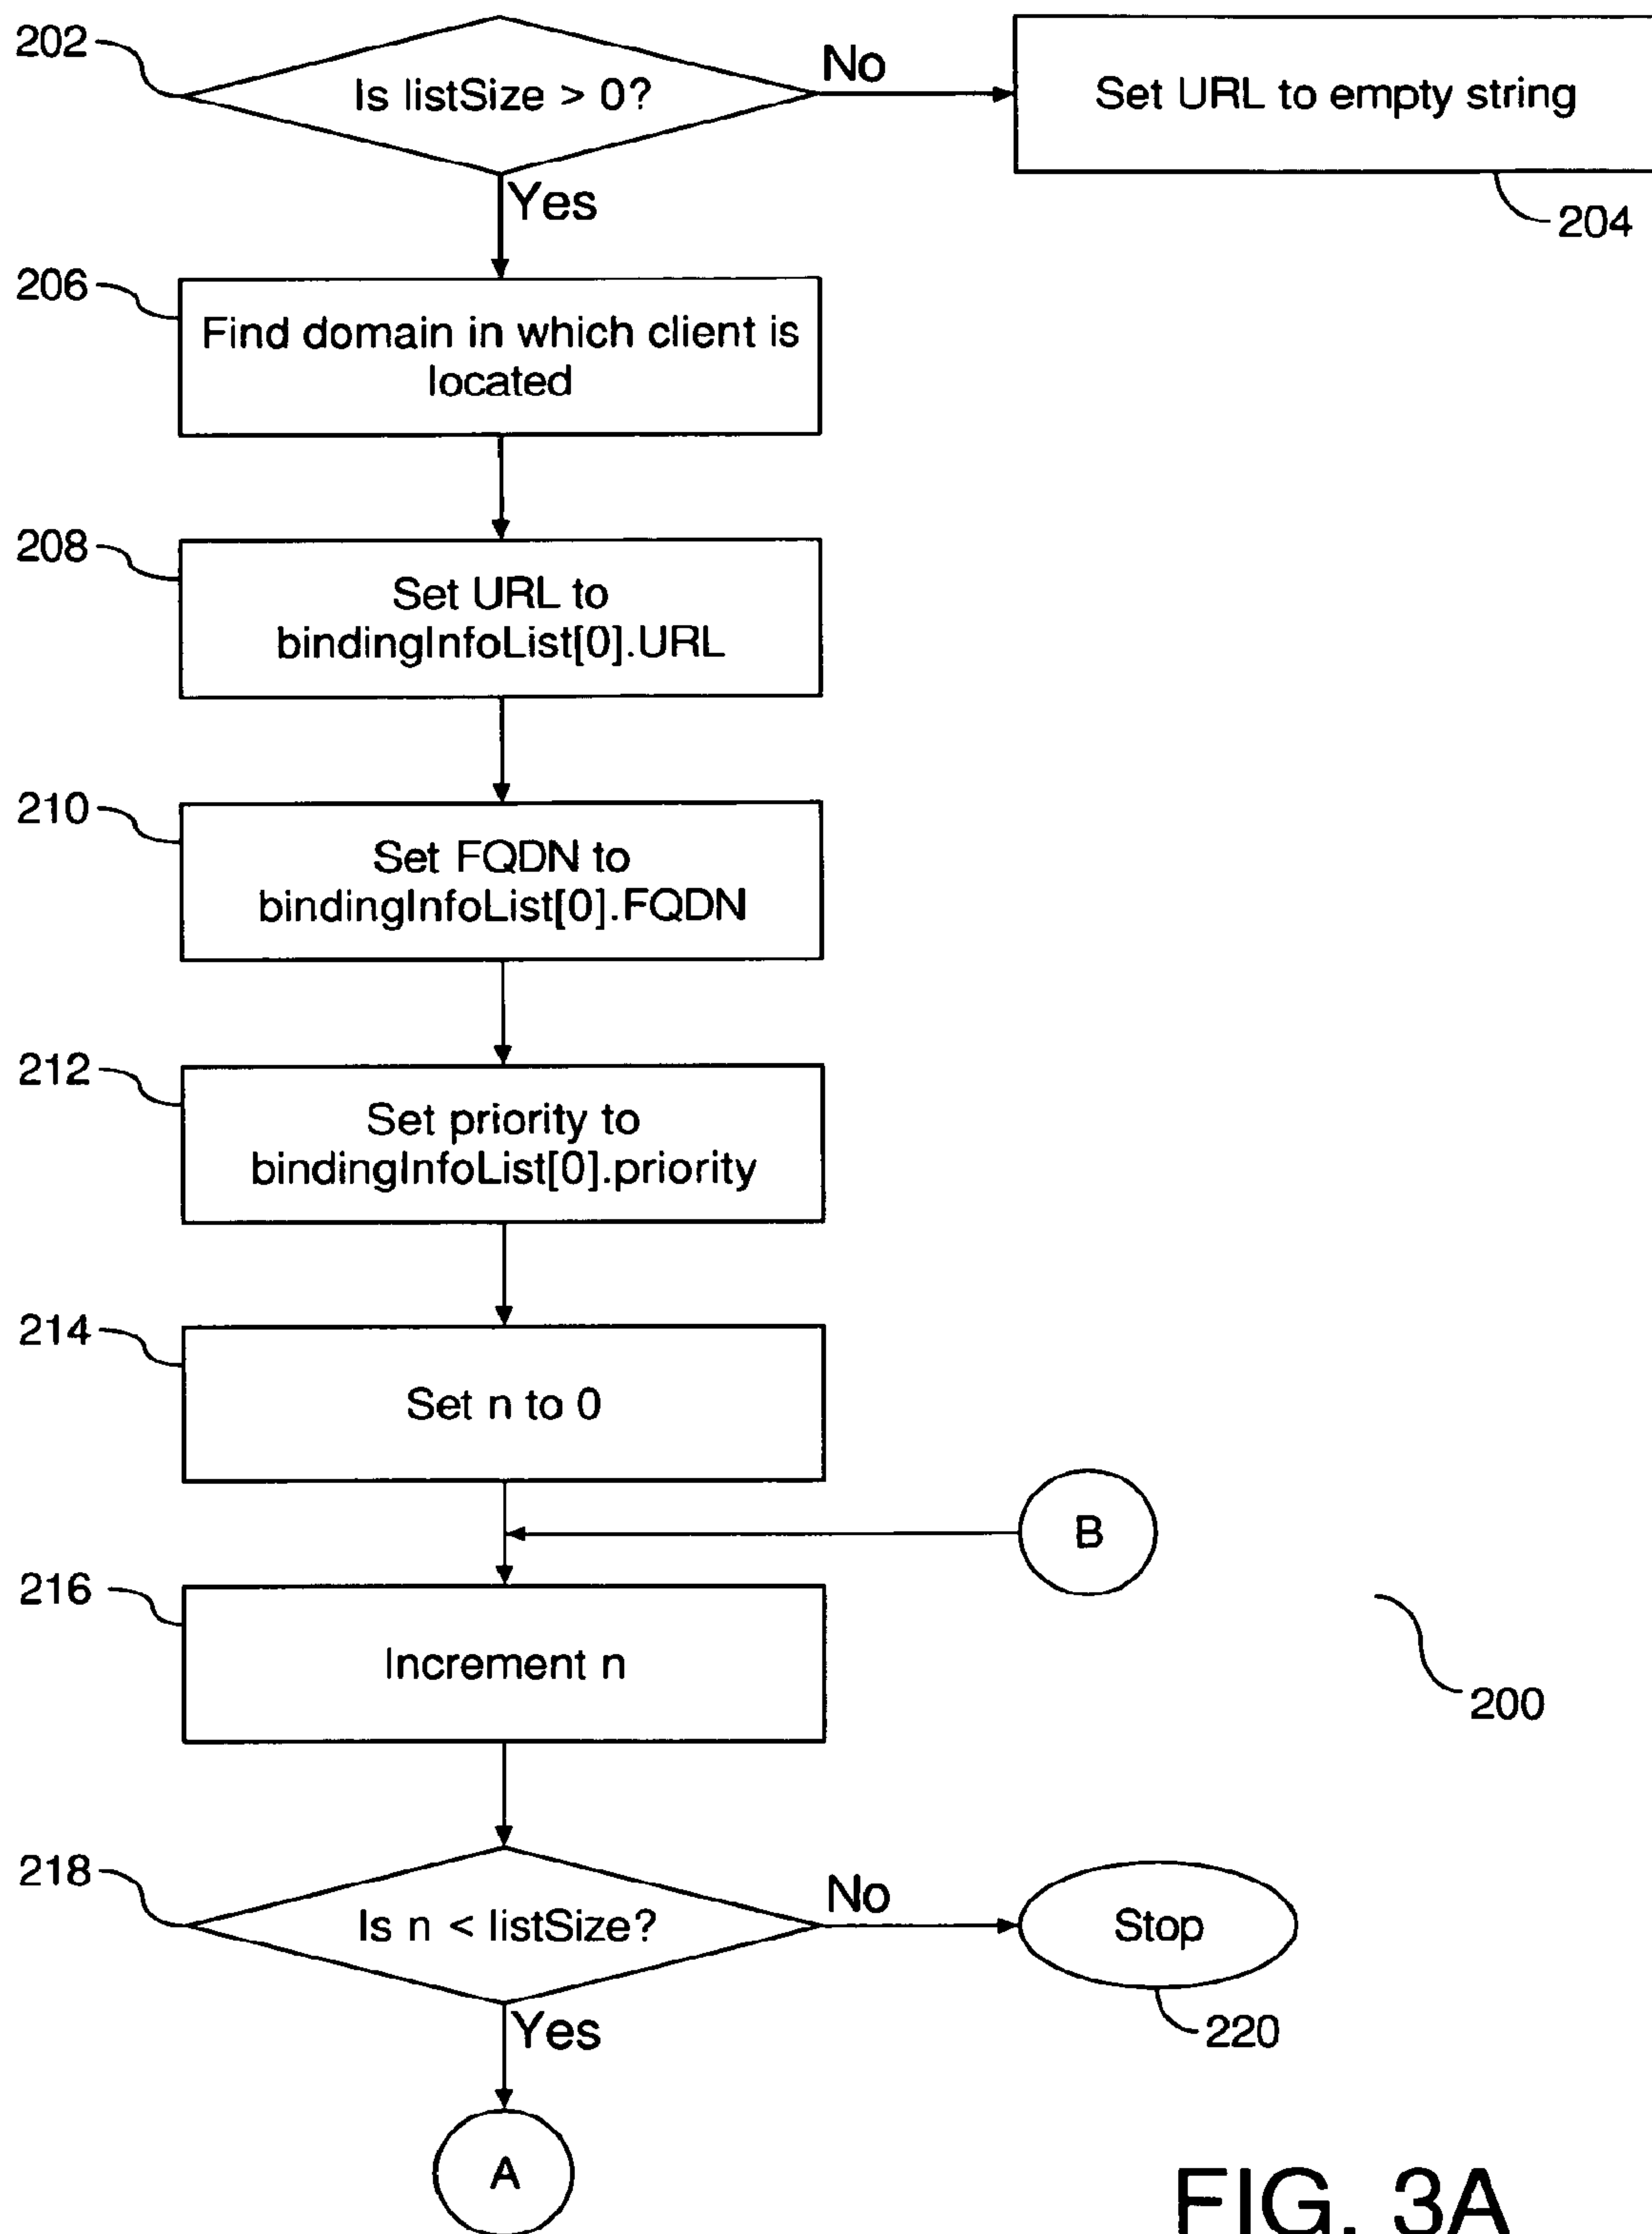 202
Is listSize > 0?
No
Set URL to empty string
204
Yes
206
Find domain in which client is
located
208
Set URL to
bindingInfoList[0].URL
210
Set FQDN to
bindingInfoList[0].FQDN
212
Set priority to
bindingInfoList[0].priority
214
Set n to 0
B
216
Increment n
200
218
Is n < listSize?
No
Stop
220
Yes
A
FIG. 3A